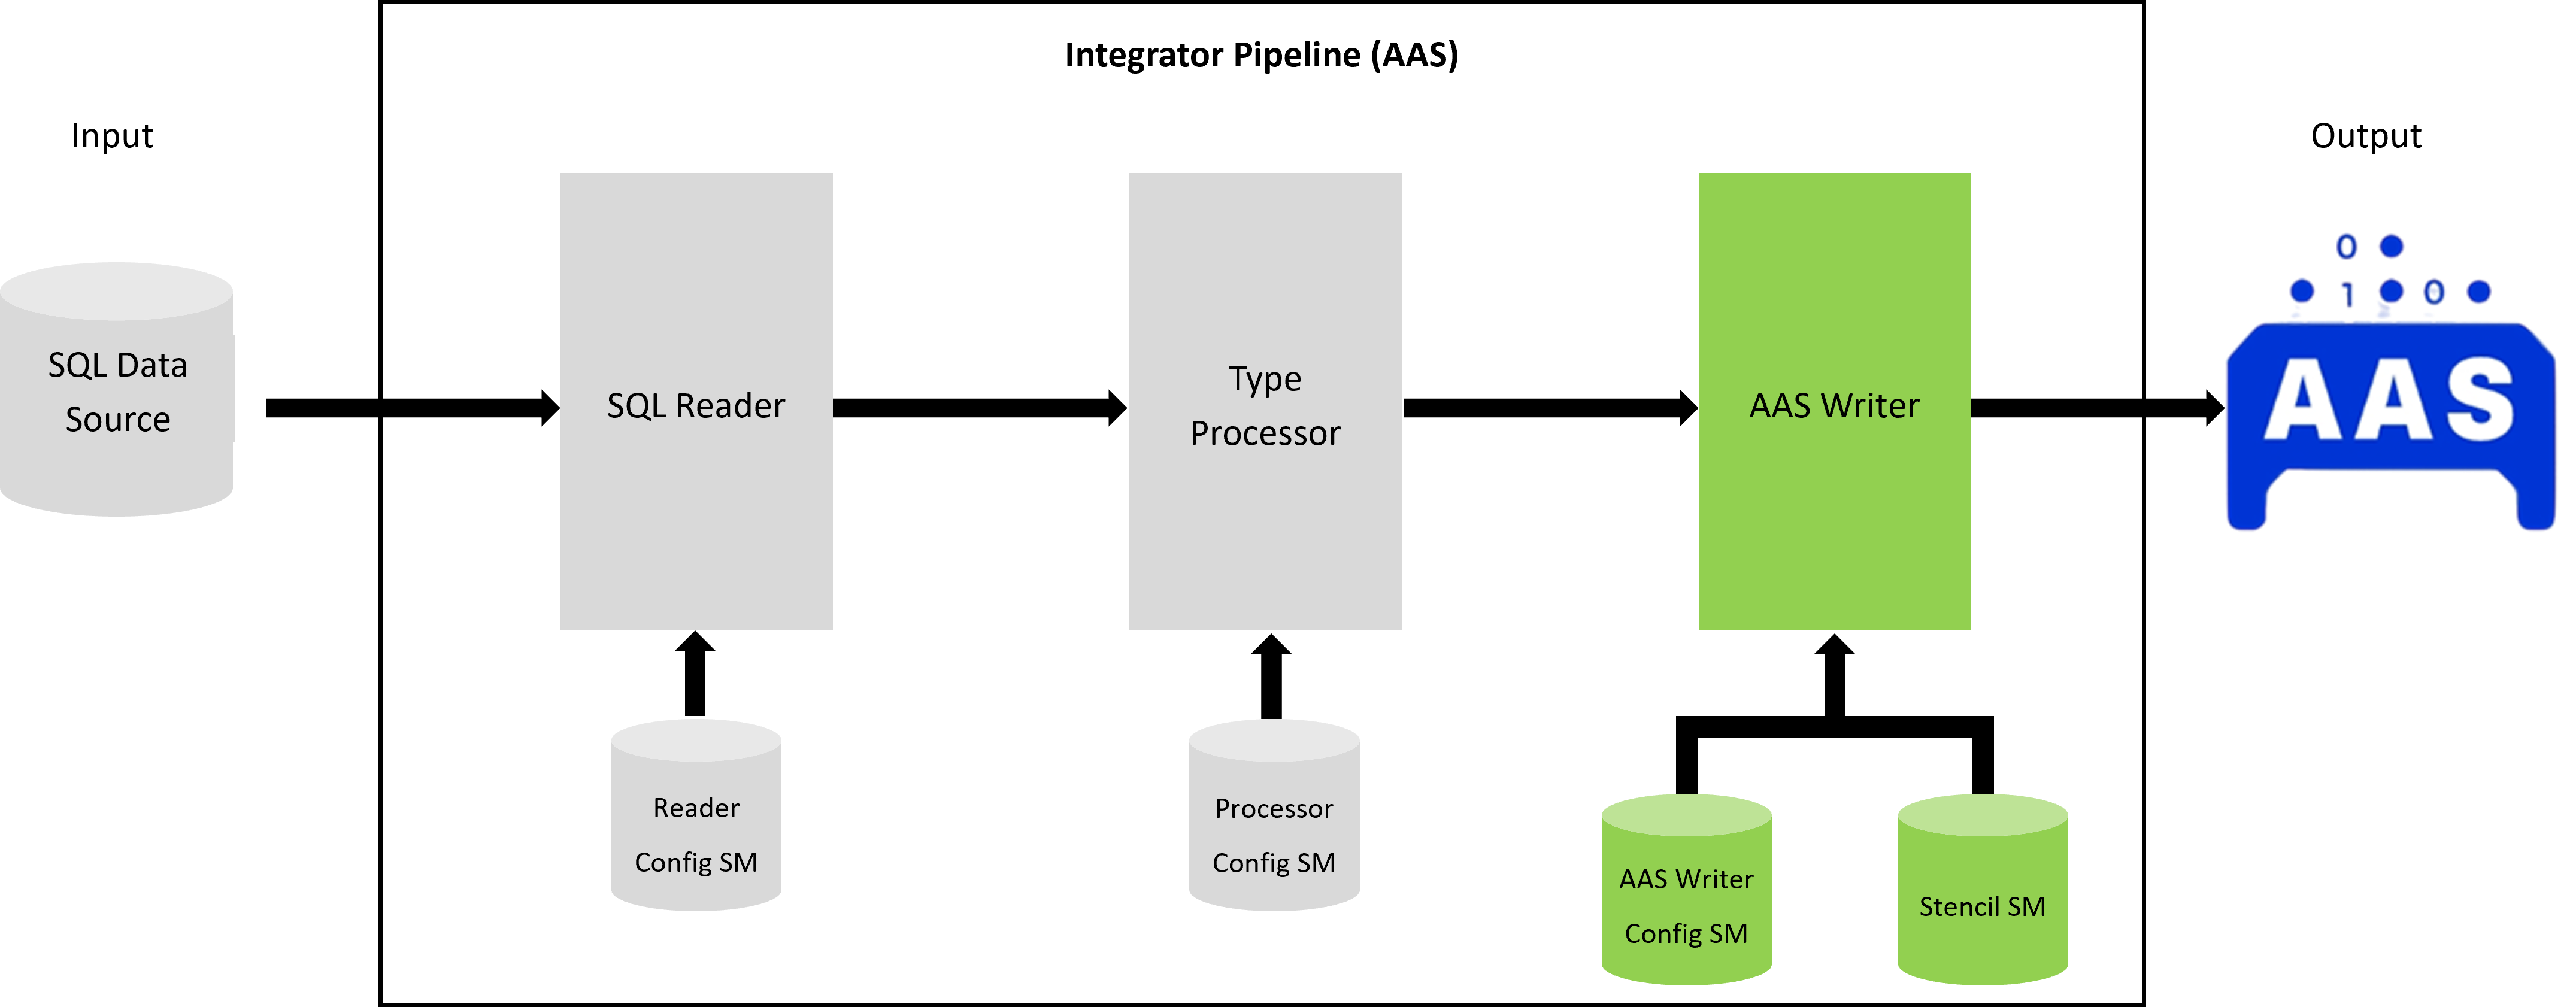 Integrator Pipeline (AAS)
Input
Output
SQL Data
Source
SQL Reader
Type
Processor
AAS Writer
0
1 0
AAS
Reader
Config SM
Processor
Config SM
AAS Writer
Config SM
Stencil SM